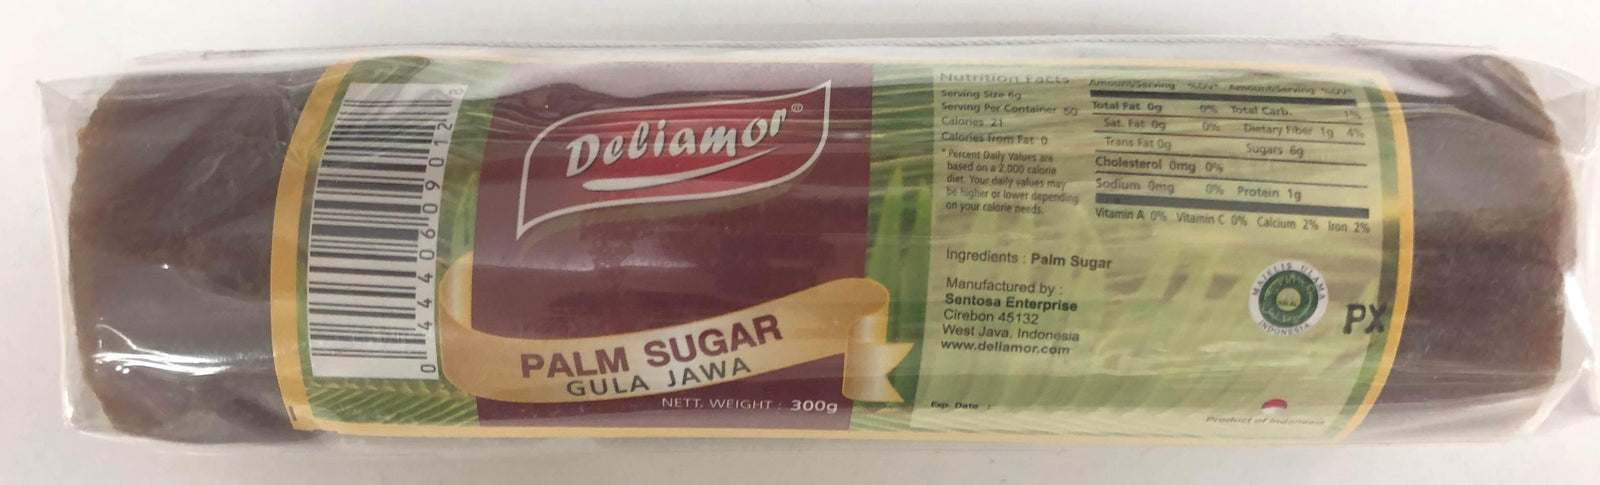 0 44406 09012 8
Deliamor®
PALM SUGAR
GULA JAWA
NETT. WEIGHT : 300g
Nutrition Facts
Serving Size 6g
Serving Per Container 50
Calories 21
Calories from Fat 0
* Percent Daily Values are
based on a 2,000 calorie
diet. Your daily values may
be higher or lower depending
on your calorie needs.
Amount/Serving %DV* Amount/Serving %DV*
Total Fat 0g 0% Total Carb. 1%
Sat. Fat 0g 0% Dietary Fiber 1g 4%
Trans Fat 0g Sugars 6g
Cholesterol 0mg 0%
Sodium 0mg 0% Protein 1g
Vitamin A 0% Vitamin C 0% Calcium 2% Iron 2%
Ingredients : Palm Sugar
Manufactured by :
Sentosa Enterprise
Cirebon 45132
West Java, Indonesia
www.deliamor.com
MAJELIS ULAMA
INDONESIA
PX
Exp. Date :
Product of Indonesia